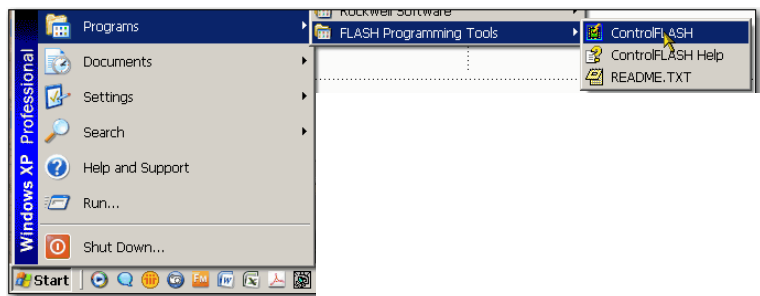 Windows XP Professional
Programs
Documents
Settings
Search
Help and Support
Run...
Shut Down...
Start
Rockwell Software
FLASH Programming Tools
ControlFLASH
ControlFLASH Help
README.TXT